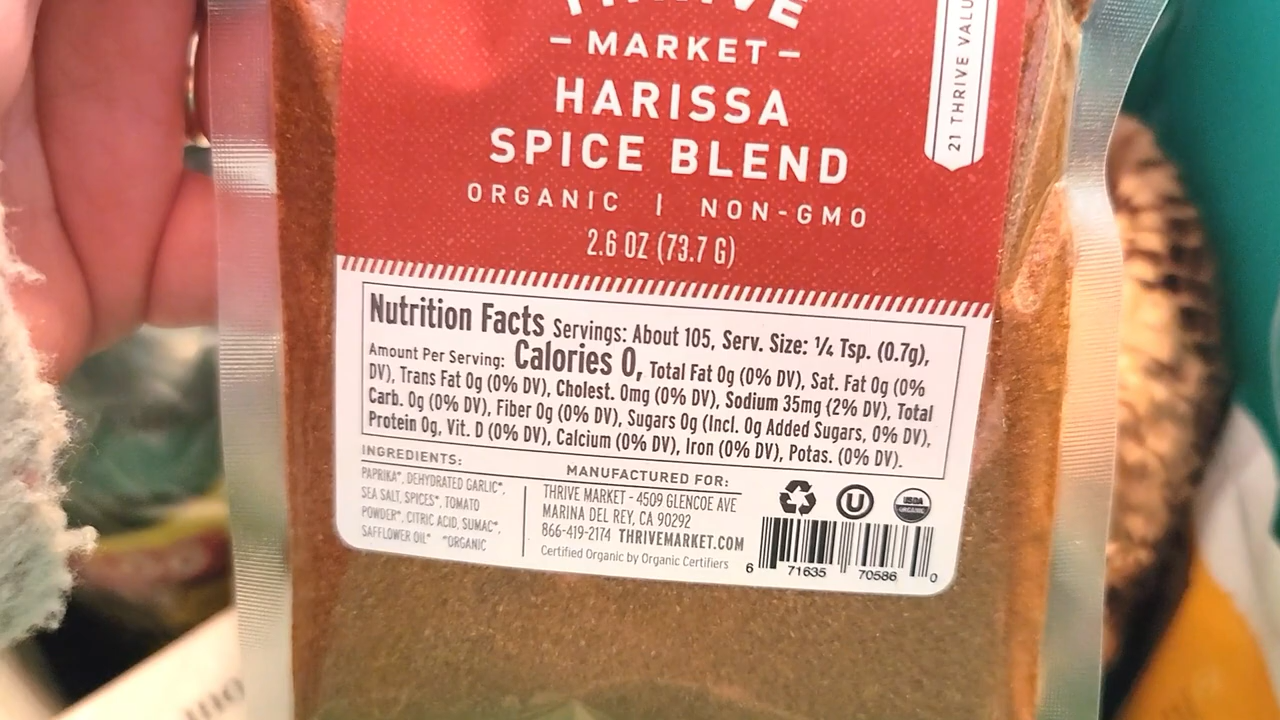 THRIVE
– MARKET –
HARISSA
SPICE BLEND
ORGANIC | NON-GMO
2.6 OZ (73.7 G)
21 THRIVE VALU
Nutrition Facts Servings: About 105, Serv. Size: ¼ Tsp. (0.7g),
Amount Per Serving: Calories 0, Total Fat 0g (0% DV), Sat. Fat 0g (0%
DV), Trans Fat 0g (0% DV), Cholest. 0mg (0% DV), Sodium 35mg (2% DV), Total
Carb. 0g (0% DV), Fiber 0g (0% DV), Sugars 0g (Incl. 0g Added Sugars, 0% DV),
Protein 0g, Vit. D (0% DV), Calcium (0% DV), Iron (0% DV), Potas. (0% DV).
INGREDIENTS:
PAPRIKA*, DEHYDRATED GARLIC*,
SEA SALT, SPICES*, TOMATO
POWDER*, CITRIC ACID, SUMAC*,
SAFFLOWER OIL* *ORGANIC
MANUFACTURED FOR:
THRIVE MARKET - 4509 GLENCOE AVE
MARINA DEL REY, CA 90292
866-419-2174 THRIVEMARKET.COM
Certified Organic by Organic Certifiers
U
USDA
ORGANIC
6 71635 70586 0